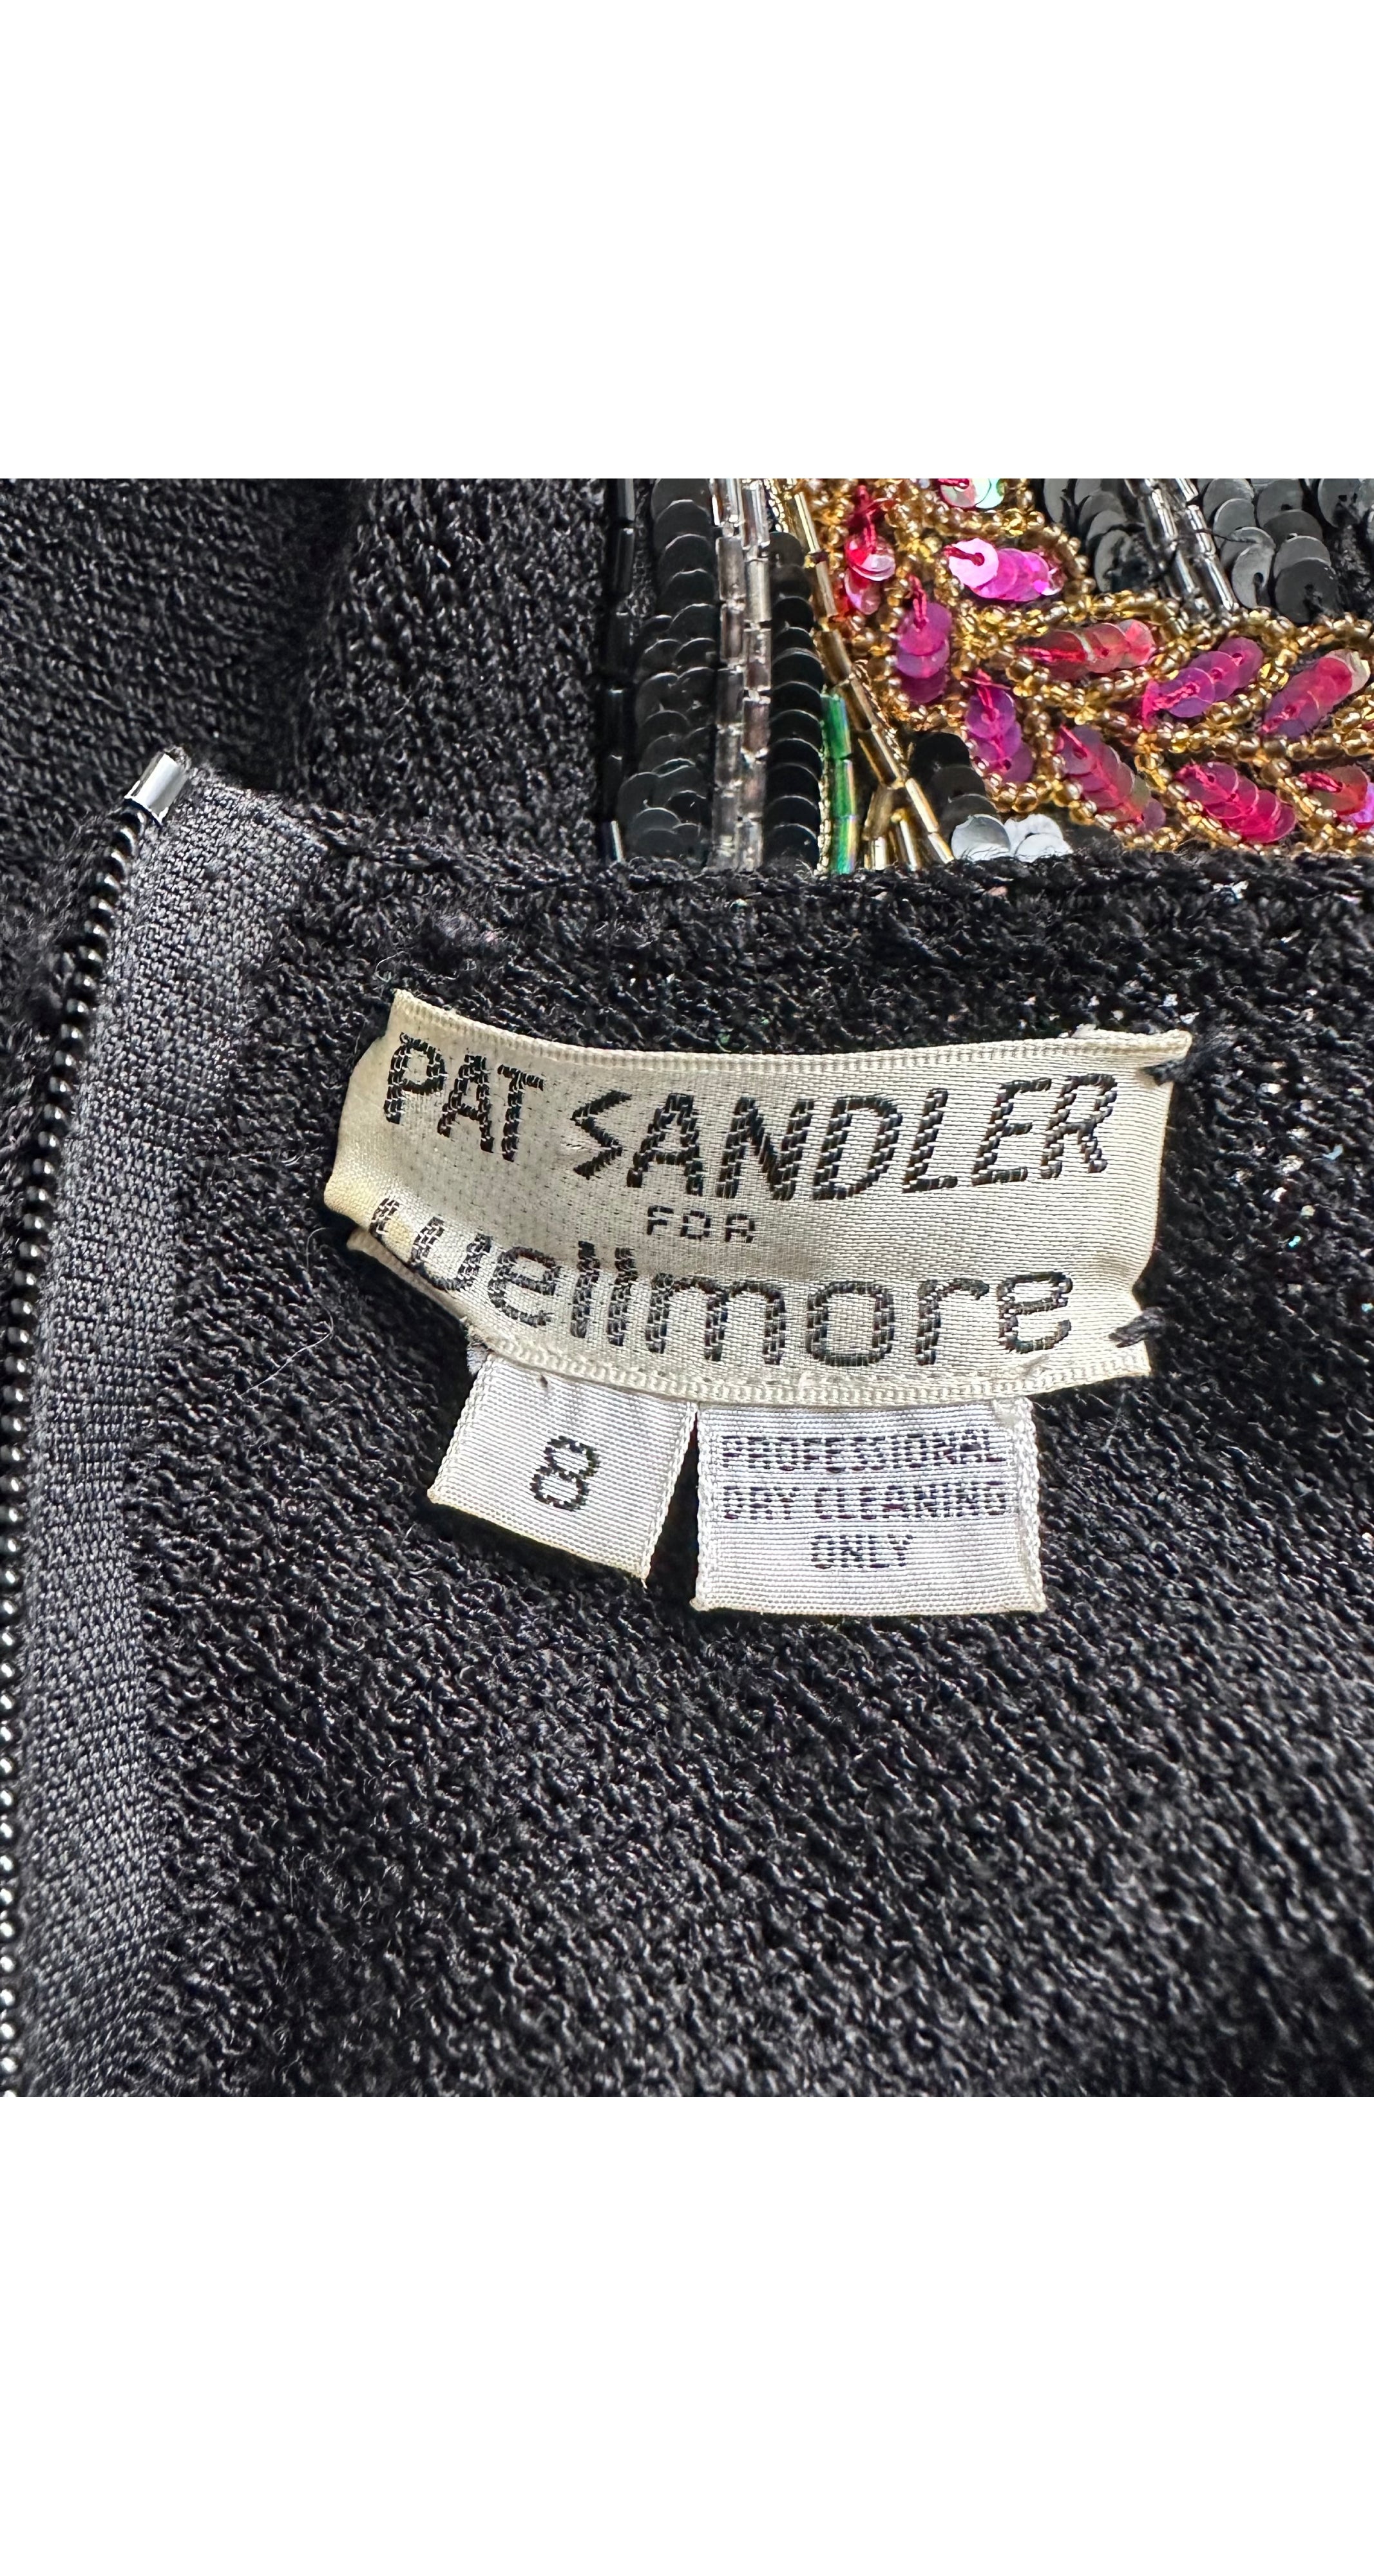 PAT SANDLER
FOR
wellmore
8
PROFESSIONAL
DRY CLEANING
ONLY